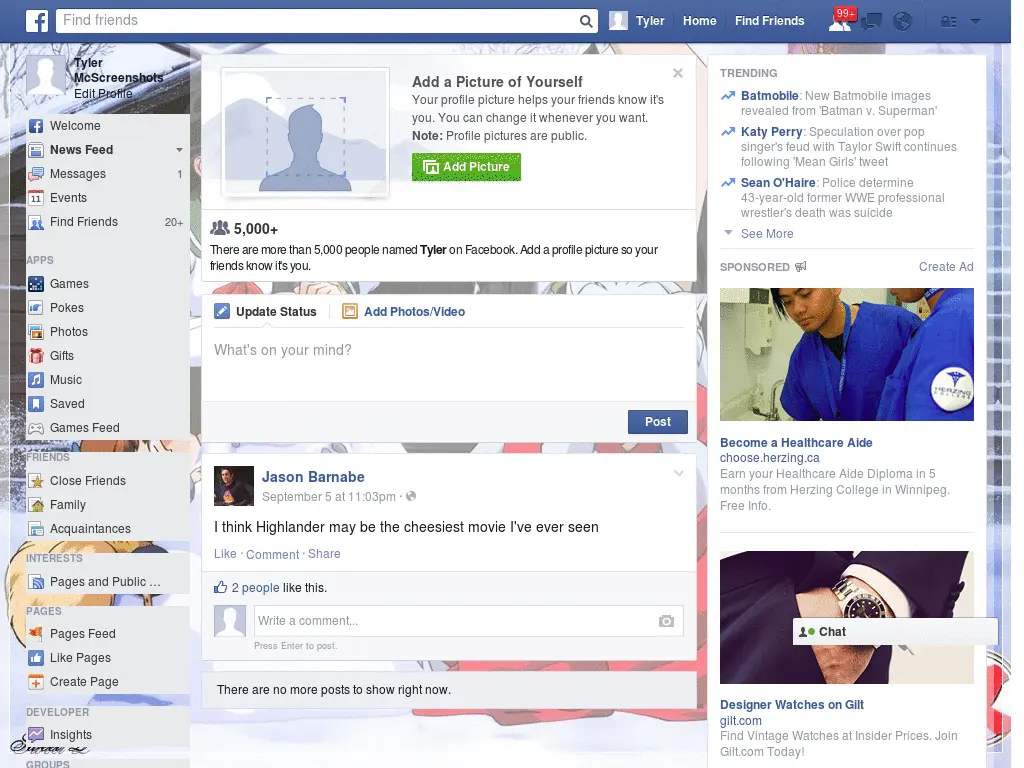 Find friends
Tyler
Home
Find Friends
99+
Tyler
McScreenshots
Edit Profile
Welcome
News Feed
Messages
1
11
Events
Find Friends
20+
APPS
Games
Pokes
Photos
Gifts
Music
Saved
Games Feed
FRIENDS
Close Friends
Family
Acquaintances
INTERESTS
Pages and Public ...
PAGES
Pages Feed
Like Pages
Create Page
DEVELOPER
Insights
GROUPS
Add a Picture of Yourself
Your profile picture helps your friends know it's
you. You can change it whenever you want.
Note: Profile pictures are public.
Add Picture
5,000+
There are more than 5,000 people named Tyler on Facebook. Add a profile picture so your
friends know it's you.
Update Status
Add Photos/Video
What's on your mind?
Post
Jason Barnabe
September 5 at 11:03pm ·
I think Highlander may be the cheesiest movie I've ever seen
Like · Comment · Share
2 people like this.
Write a comment...
Press Enter to post.
There are no more posts to show right now.
TRENDING
Batmobile: New Batmobile images
revealed from 'Batman v. Superman'
Katy Perry: Speculation over pop
singer's feud with Taylor Swift continues
following 'Mean Girls' tweet
Sean O'Haire: Police determine
43-year-old former WWE professional
wrestler's death was suicide
See More
SPONSORED
Create Ad
HERZING
COLLEGE
Become a Healthcare Aide
choose.herzing.ca
Earn your Healthcare Aide Diploma in 5
months from Herzing College in Winnipeg.
Free Info.
Chat
Designer Watches on Gilt
gilt.com
Find Vintage Watches at Insider Prices. Join
Gilt.com Today!